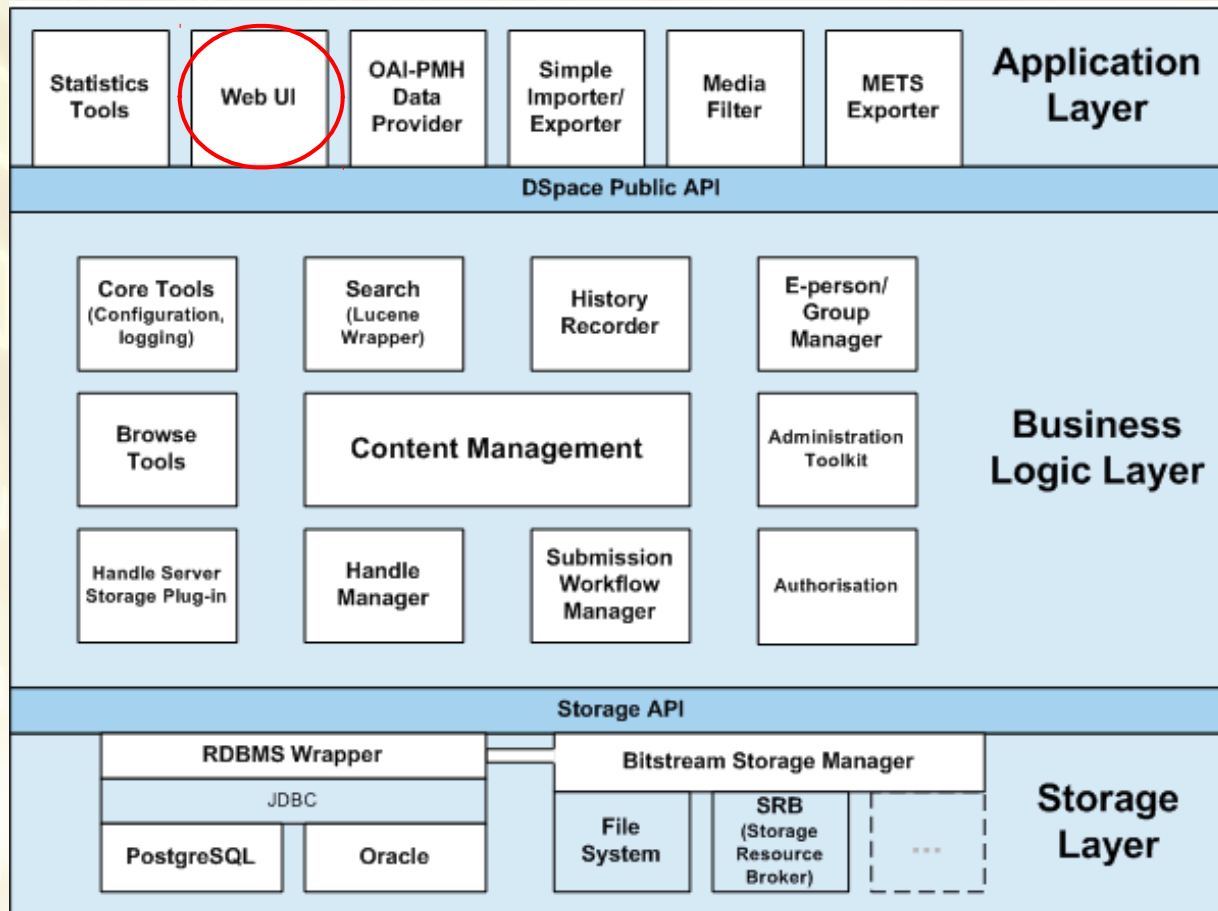 Statistics
Tools
Web UI
OAI-PMH
Data
Provider
Simple
Importer/
Exporter
Media
Filter
METS
Exporter
Application
Layer
DSpace Public API
Core Tools
(Configuration,
logging)
Search
(Lucene
Wrapper)
History
Recorder
E-person/
Group
Manager
Browse
Tools
Content Management
Administration
Toolkit
Business
Logic Layer
Handle Server
Storage Plug-in
Handle
Manager
Submission
Workflow
Manager
Authorisation
Storage API
RDBMS Wrapper
JDBC
PostgreSQL
Oracle
Bitstream Storage Manager
File
System
SRB
(Storage
Resource
Broker)
...
Storage
Layer